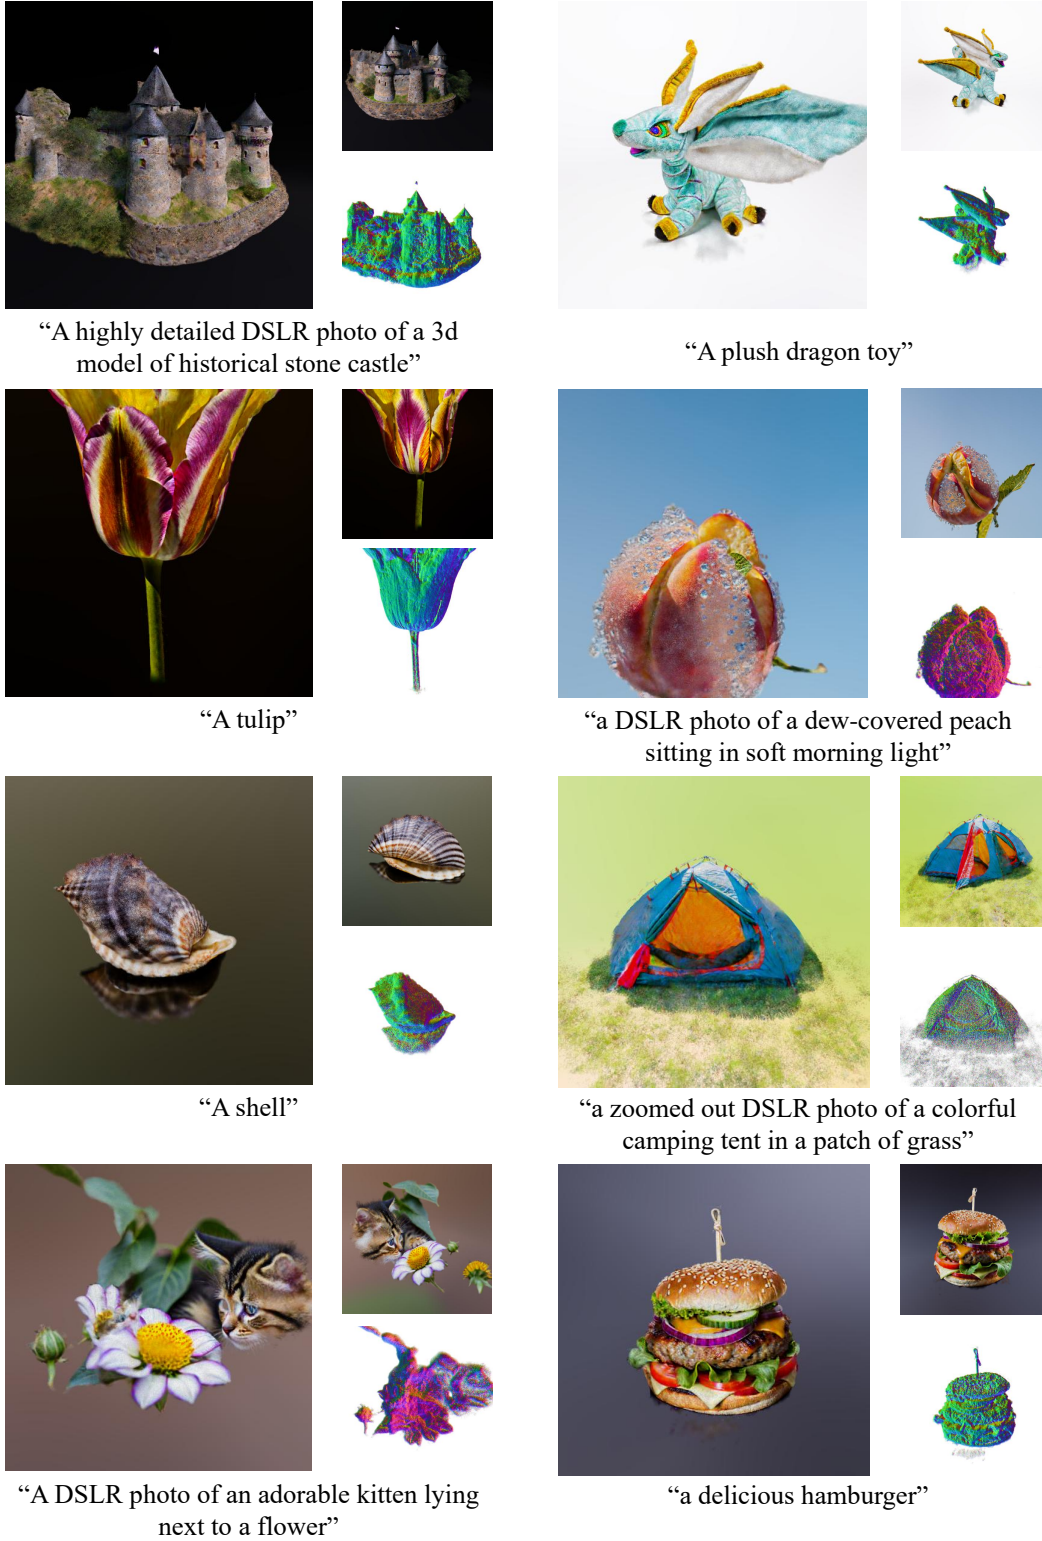 “A highly detailed DSLR photo of a 3d
model of historical stone castle”
“A plush dragon toy”
“A tulip”
“a DSLR photo of a dew-covered peach
sitting in soft morning light”
“A shell”
“a zoomed out DSLR photo of a colorful
camping tent in a patch of grass”
“A DSLR photo of an adorable kitten lying
next to a flower”
“a delicious hamburger”